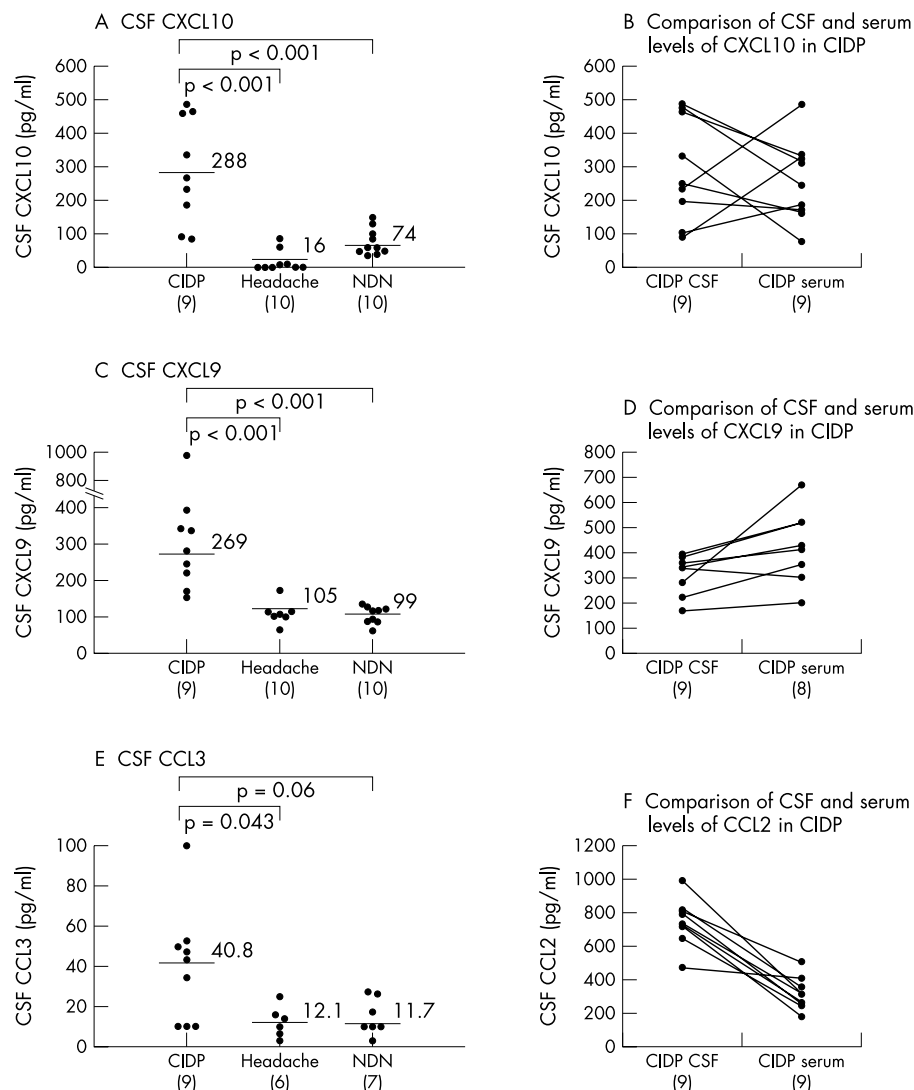 A CSF CXCL10
p < 0.001
p < 0.001
CSF CXCL10 (pg/ml)
600
500
400
300
200
100
0
288
16
74
CIDP
(9)
Headache
(10)
NDN
(10)
B Comparison of CSF and serum
levels of CXCL10 in CIDP
CSF CXCL10 (pg/ml)
600
500
400
300
200
100
0
CIDP CSF
(9)
CIDP serum
(9)
C CSF CXCL9
p < 0.001
p < 0.001
CSF CXCL9 (pg/ml)
1000
800
400
300
200
100
0
269
105
99
CIDP
(9)
Headache
(10)
NDN
(10)
D Comparison of CSF and serum
levels of CXCL9 in CIDP
CSF CXCL9 (pg/ml)
800
700
600
500
400
300
200
100
0
CIDP CSF
(9)
CIDP serum
(8)
E CSF CCL3
p = 0.06
p = 0.043
CSF CCL3 (pg/ml)
100
80
60
40
20
0
40.8
12.1
11.7
CIDP
(9)
Headache
(6)
NDN
(7)
F Comparison of CSF and serum
levels of CCL2 in CIDP
CSF CCL2 (pg/ml)
1200
1000
800
600
400
200
0
CIDP CSF
(9)
CIDP serum
(9)